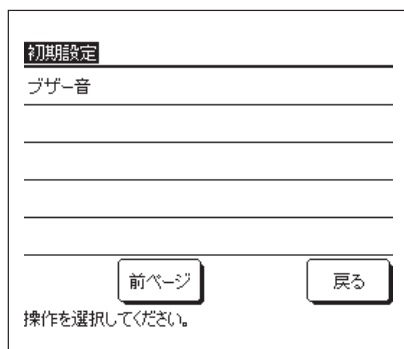 初期設定
ブザー音
前ページ
戻る
操作を選択してください。